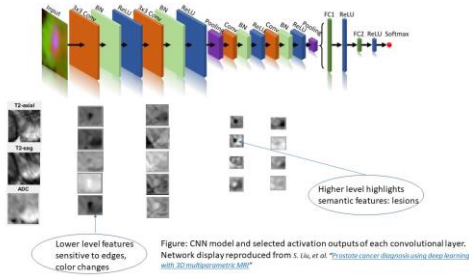 Input
3x3 Conv
BN
ReLU
3x3 Conv
BN
ReLU
Pooling
Conv
BN
ReLU
Conv
BN
ReLU
Pooling
FC1
ReLU
FC2
ReLU
Softmax
T2-axial
T2-sag
ADC
Higher level highlights
semantic features: lesions
Lower level features
sensitive to edges,
color changes
Figure: CNN model and selected activation outputs of each convolutional layer.
Network display reproduced from S. Liu, et al. "Prostate cancer diagnosis using deep learning
with 3D multiparametric MRI"